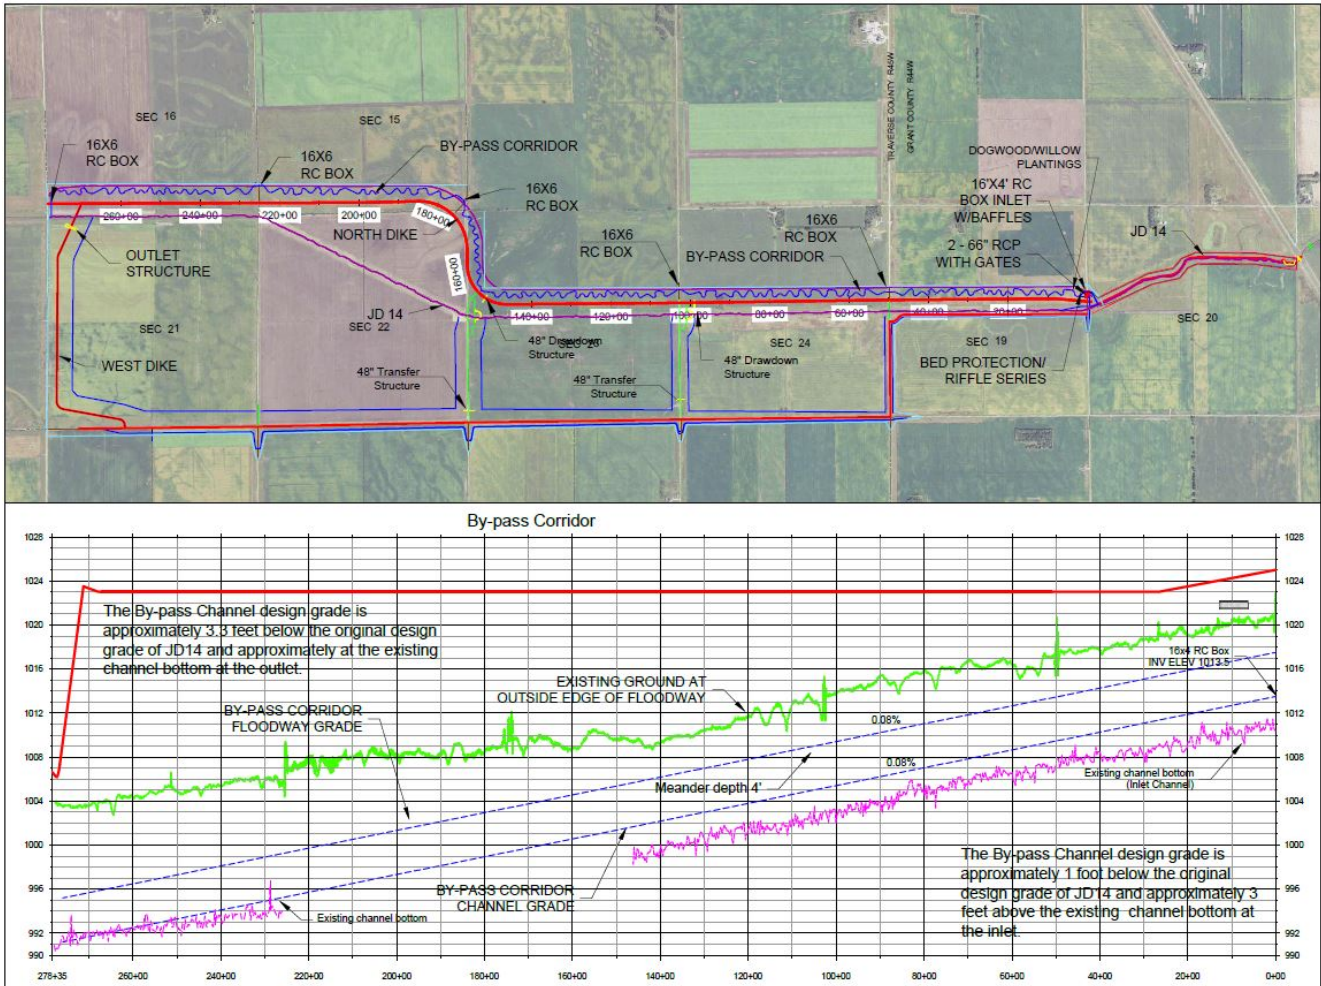 SEC 16
SEC 15
16X6
RC BOX
16X6
RC BOX
BY-PASS CORRIDOR
16X6
RC BOX
TRAVERSE COUNTY R45W
GRANT COUNTY R44W
DOGWOOD/WILLOW
PLANTINGS
16'X4' RC
BOX INLET
W/BAFFLES
2 - 66" RCP
WITH GATES
JD 14
260+00
240+00
220+00
200+00
180+00
NORTH DIKE
160+00
16X6
RC BOX
16X6
RC BOX
BY-PASS CORRIDOR
OUTLET
STRUCTURE
JD 14
SEC 21
SEC 22
140+00
120+00
100+00
80+00
60+00
40+00
20+00
SEC 20
48" Drawdown
Structure
SEC 24
48" Drawdown
Structure
SEC 19
WEST DIKE
48" Transfer
Structure
48" Transfer
Structure
BED PROTECTION/
RIFFLE SERIES
By-pass Corridor
1028
1024
1020
1016
1012
1008
1004
1000
996
992
990
1028
1024
1020
1016
1012
1008
1004
1000
996
992
990
The By-pass Channel design grade is
approximately 3.3 feet below the original design
grade of JD14 and approximately at the existing
channel bottom at the outlet.
16x4 RC Box
INV ELEV 1013.5
EXISTING GROUND AT
OUTSIDE EDGE OF FLOODWAY
BY-PASS CORRIDOR
FLOODWAY GRADE
0.08%
0.08%
Meander depth 4'
Existing channel bottom
(Inlet Channel)
BY-PASS CORRIDOR
CHANNEL GRADE
Existing channel bottom
The By-pass Channel design grade is
approximately 1 foot below the original
design grade of JD14 and approximately 3
feet above the existing channel bottom at
the inlet.
278+35
260+00
240+00
220+00
200+00
180+00
160+00
140+00
120+00
100+00
80+00
60+00
40+00
20+00
0+00